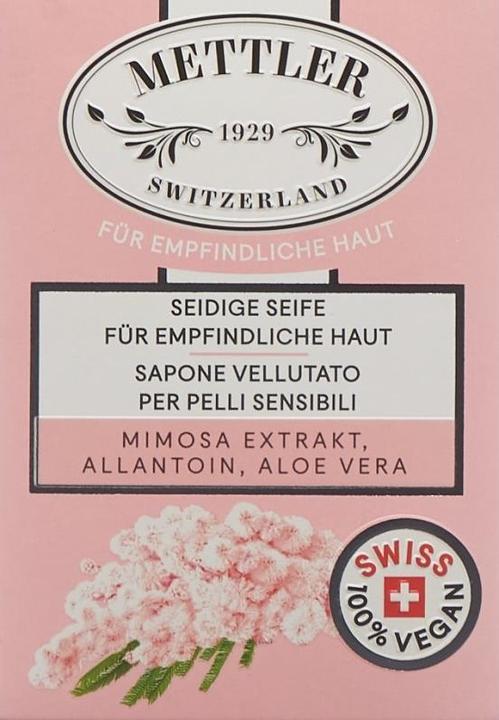 METTLER
1929
SWITZERLAND
FÜR EMPFINDLICHE HAUT
SEIDIGE SEIFE
FÜR EMPFINDLICHE HAUT
SAPONE VELLUTATO
PER PELLI SENSIBILI
MIMOSA EXTRAKT,
ALLANTOIN, ALOE VERA
SWISS
100% VEGAN